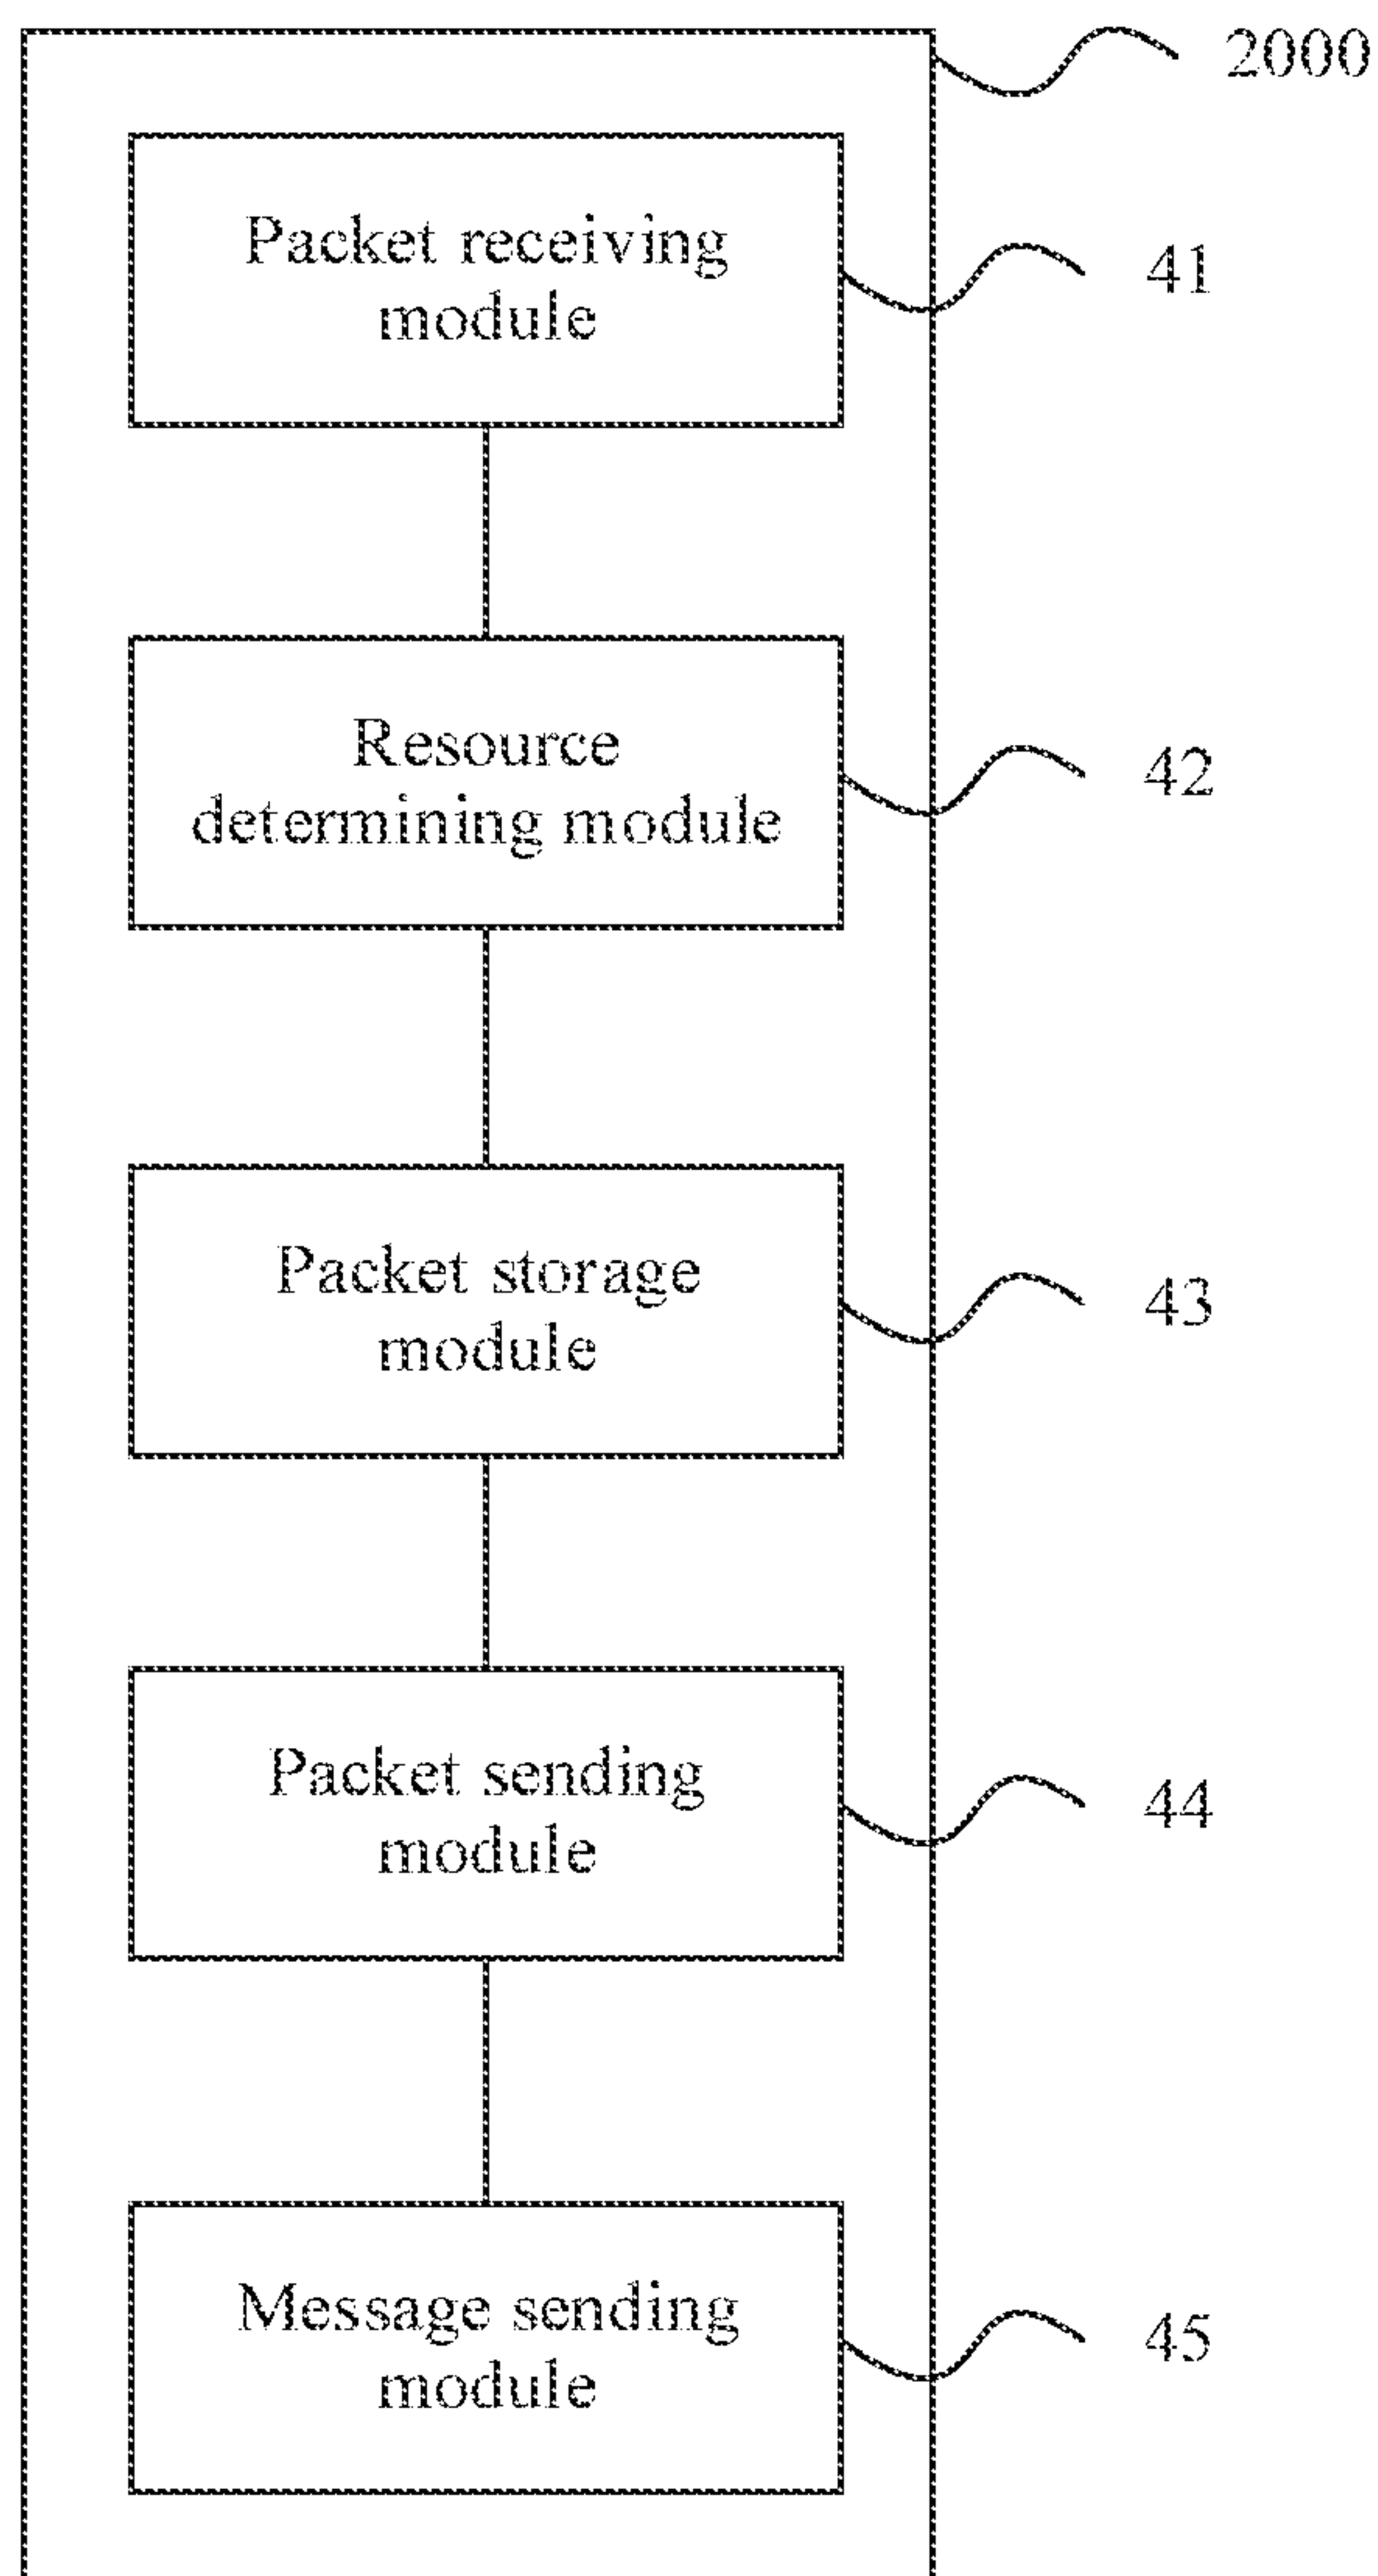 2000
Packet receiving
module
41
Resource
determining module
42
Packet storage
module
43
Packet sending
module
44
Message sending
module
45